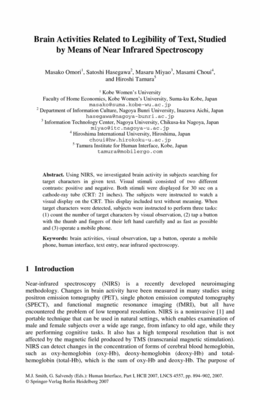 Brain Activities Related to Legibility of Text, Studied
by Means of Near Infrared Spectroscopy
Masako Omori¹, Satoshi Hasegawa², Masaru Miyao³, Masami Choui⁴,
and Hiroshi Tamura⁵
¹ Kobe Women's University
Faculty of Home Economics, Kobe Women's University, Suma-ku Kobe, Japan
masako@suma.kobe-wu.ac.jp
² Department of Information Culture, Nagoya Bunri University, Inazawa Aichi, Japan
hasegawa@nagoya-bunri.ac.jp
³ Information Technology Center, Nagoya University, Chikusa-ku Nagoya, Japan
miyao@itc.nagoya-u.ac.jp
⁴ Hiroshima International University, Hiroshima, Japan
choui@hw.hirokoku-u.ac.jp
⁵ Tamura Institute for Human Interface, Kobe, Japan
tamura@mobilergo.com
Abstract. Using NIRS, we investigated brain activity in subjects searching for
target characters in given text. Visual stimuli consisted of two different
contrasts: positive and negative. Both stimuli were displayed for 30 sec on a
cathode-ray tube (CRT: 21 inches). The subjects were instructed to watch a
visual display on the CRT. This display included text without meaning. When
target characters were detected, subjects were instructed to perform three tasks:
(1) count the number of target characters by visual observation, (2) tap a button
with the thumb and fingers of their left hand carefully and as fast as possible
and (3) operate a mobile phone.
Keywords: brain activities, visual observation, tap a button, operate a mobile
phone, human interface, text entry, near infrared spectroscopy.
1 Introduction
Near-infrared spectroscopy (NIRS) is a recently developed neuroimaging
methodology. Changes in brain activity have been measured in many studies using
positron emission tomography (PET), single photon emission computed tomography
(SPECT), and functional magnetic resonance imaging (fMRI), but all have
encountered the problem of low temporal resolution. NIRS is a noninvasive [1] and
portable technique that can be used in natural settings, which enables examination of
male and female subjects over a wide age range, from infancy to old age, while they
are performing cognitive tasks. It also has a high temporal resolution that is not
affected by the magnetic field produced by TMS (transcranial magnetic stimulation).
NIRS can detect changes in the concentration of forms of cerebral blood hemoglobin,
such as oxy-hemoglobin (oxy-Hb), deoxy-hemoglobin (deoxy-Hb) and total-
hemoglobin (total-Hb), which is the sum of oxy-Hb and deoxy-Hb. The purpose of
M.J. Smith, G. Salvendy (Eds.): Human Interface, Part I, HCII 2007, LNCS 4557, pp. 894–902, 2007.
© Springer-Verlag Berlin Heidelberg 2007